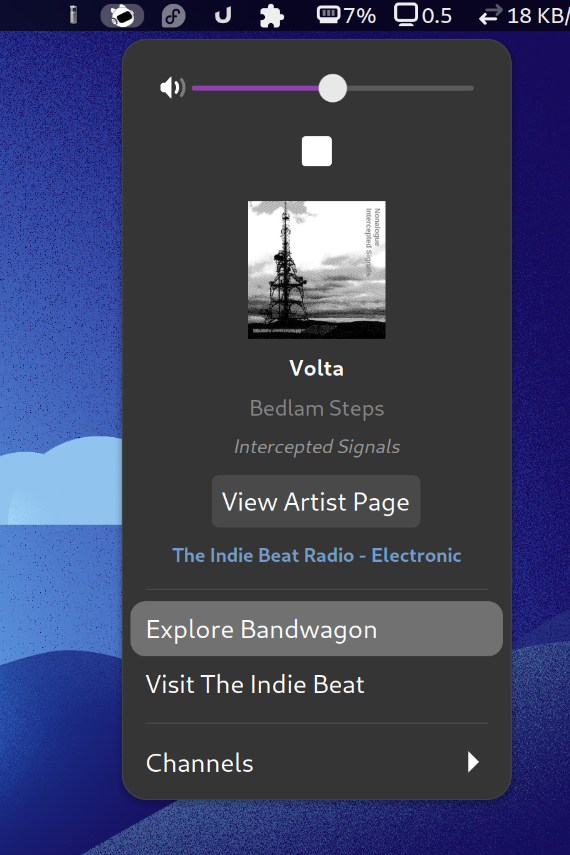 7% 0.5 18 KB/
Nonalogue
Intercepted Signals
Volta
Bedlam Steps
Intercepted Signals
View Artist Page
The Indie Beat Radio - Electronic
Explore Bandwagon
Visit The Indie Beat
Channels